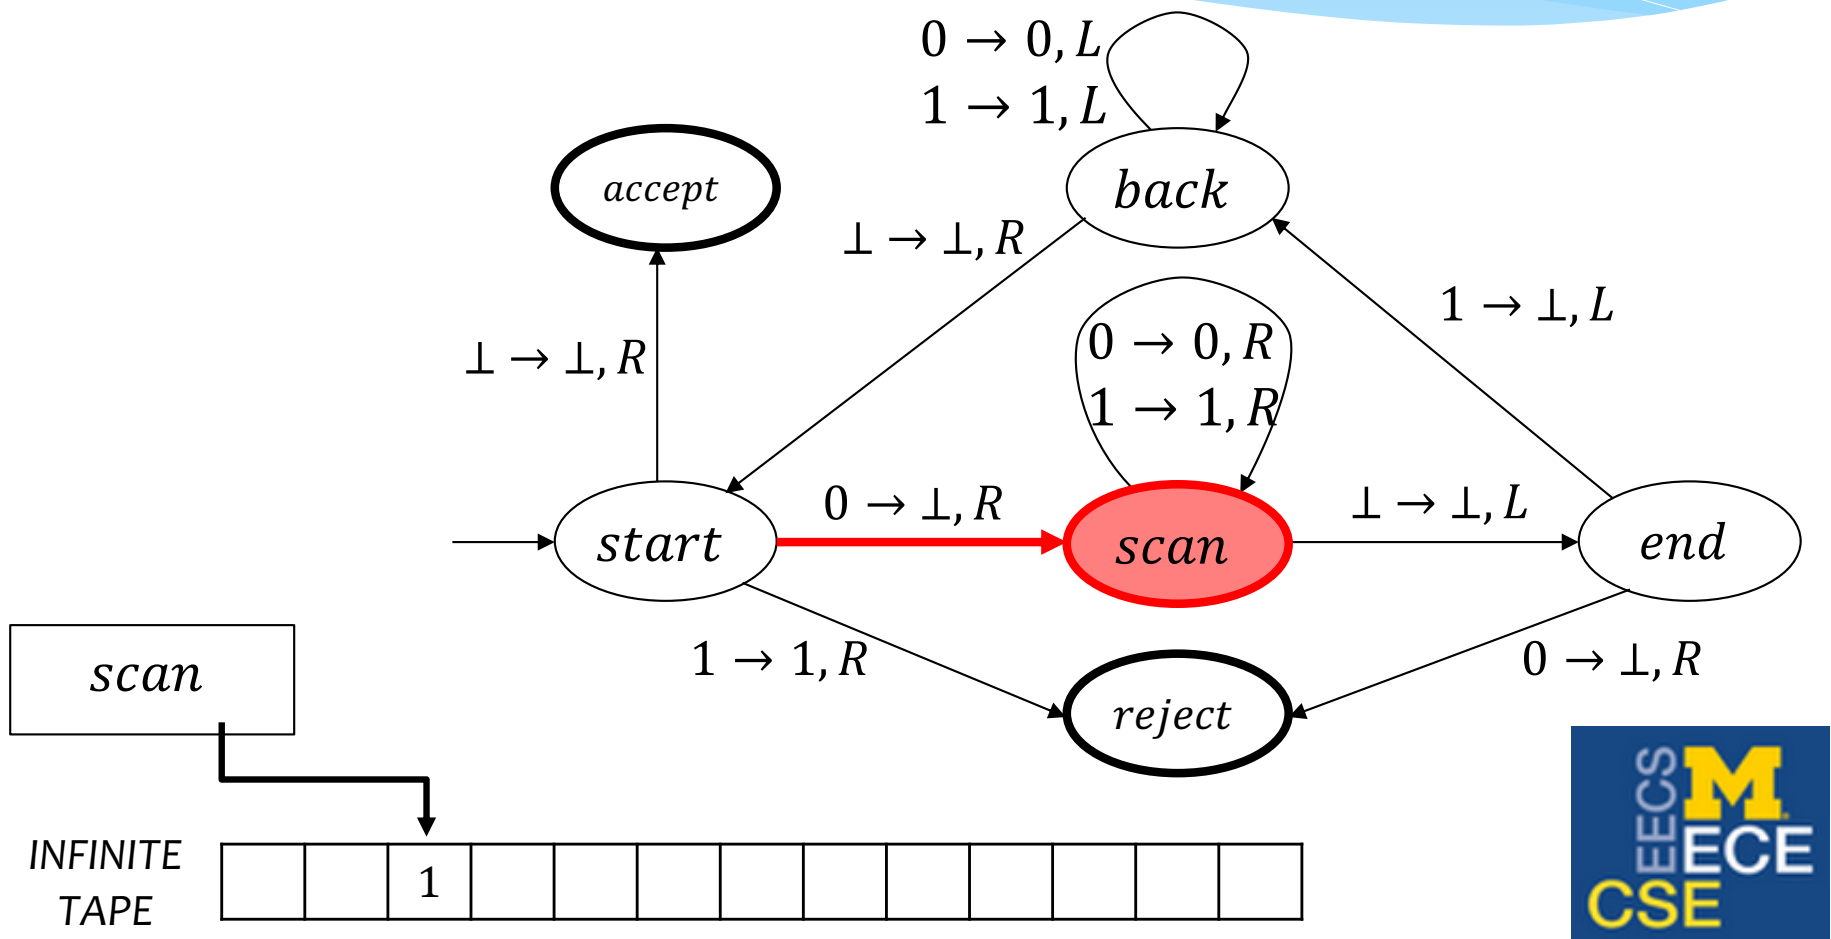 0 → 0, L
1 → 1, L
accept
back
⊥ → ⊥, R
1 → ⊥, L
⊥ → ⊥, R
0 → 0, R
1 → 1, R
0 → ⊥, R
⊥ → ⊥, L
start
scan
end
1 → 1, R
0 → ⊥, R
scan
reject
INFINITE
TAPE
1
EECS
M
ECE
CSE